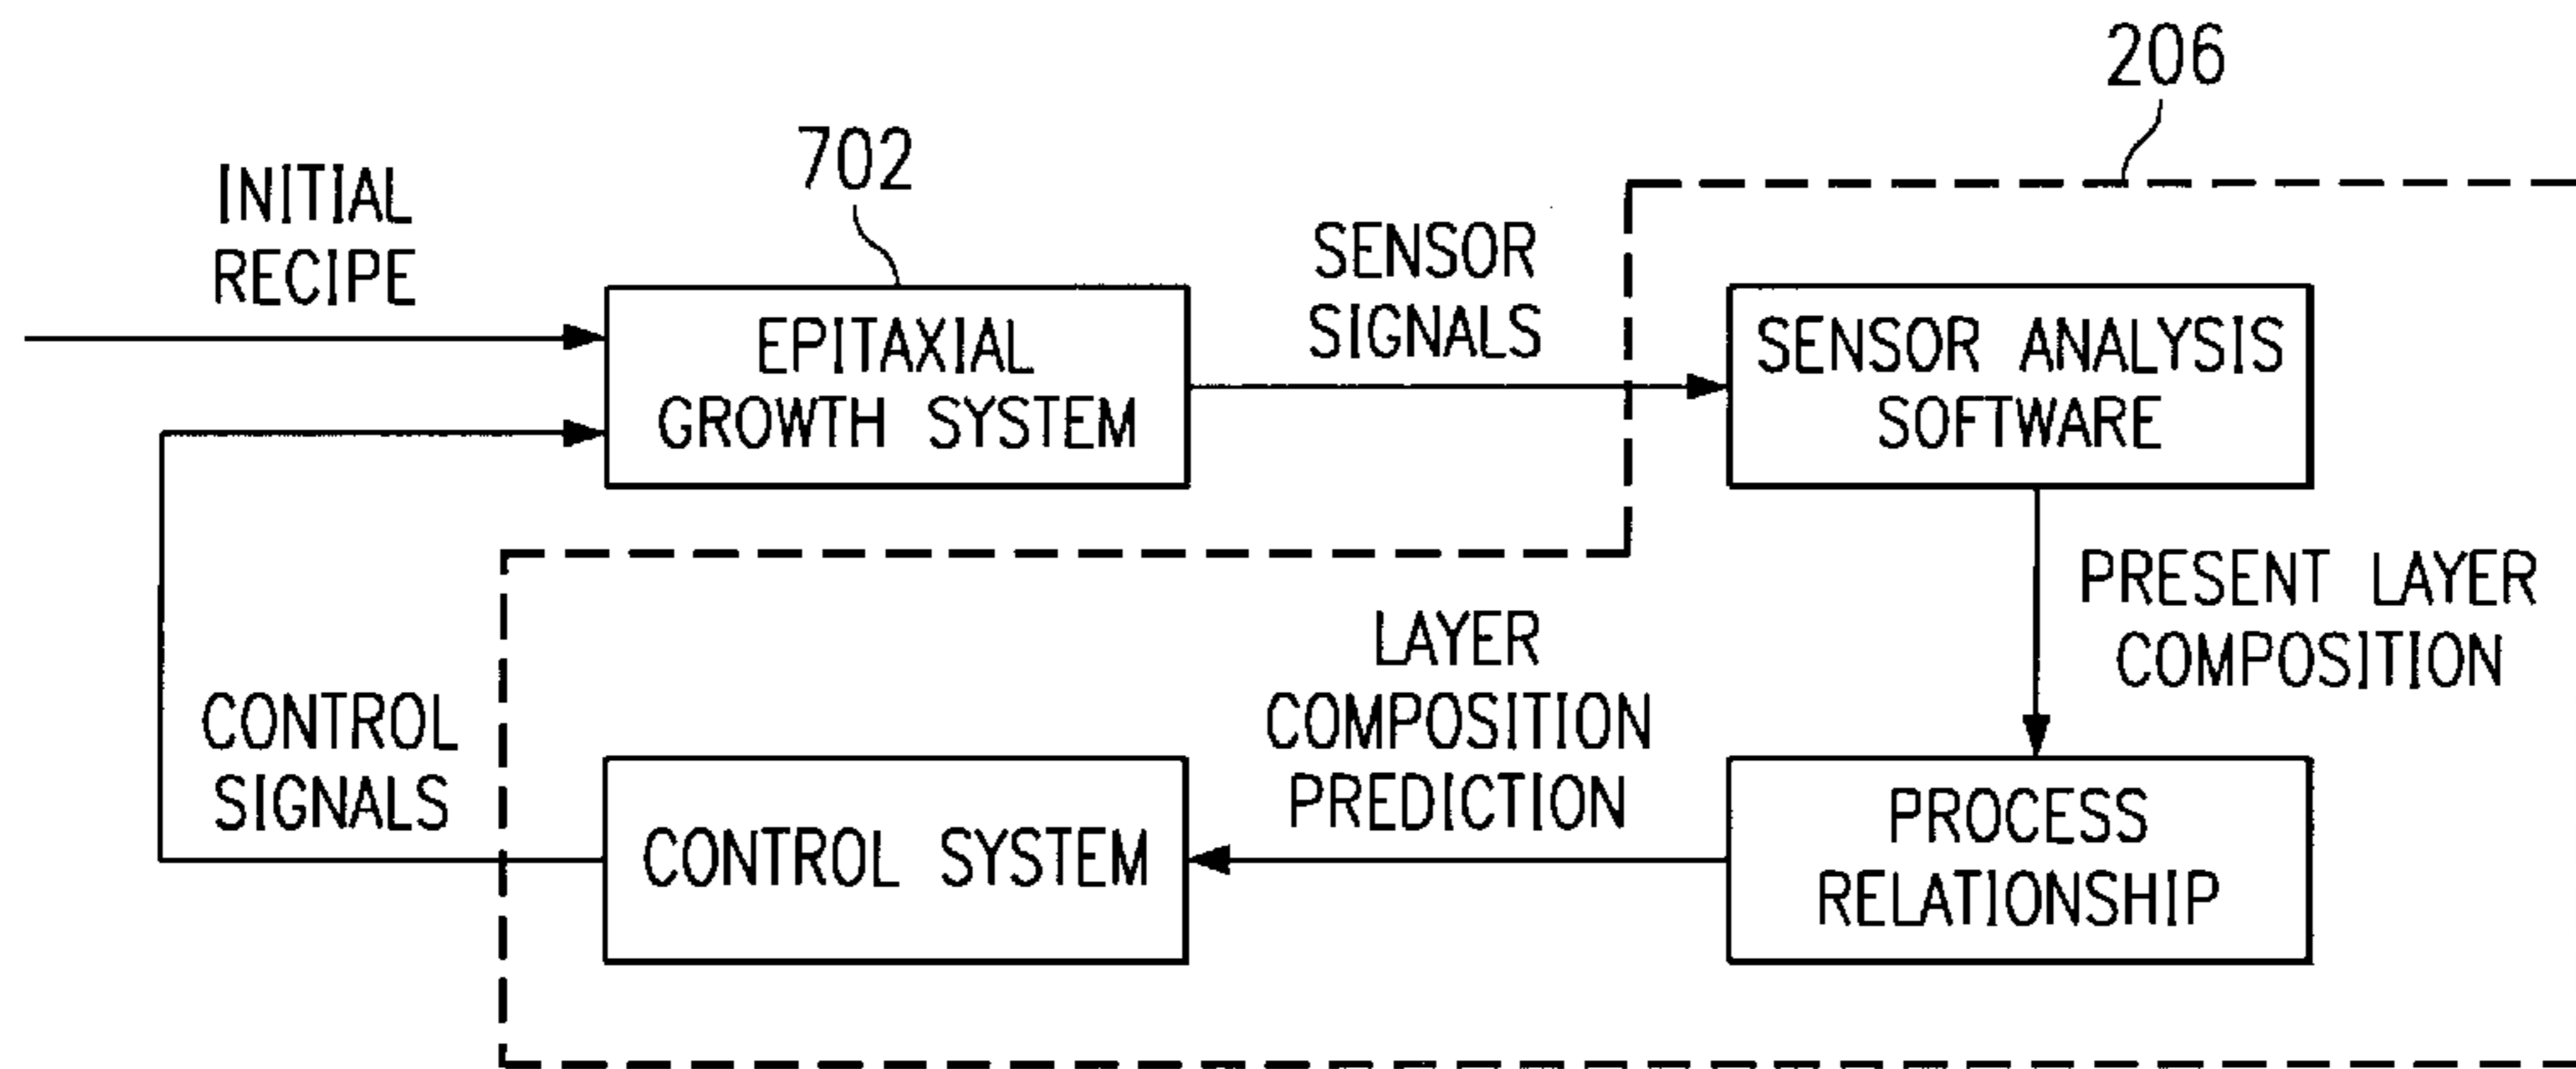 206
702
INITIAL
RECIPE
SENSOR
SIGNALS
EPITAXIAL
GROWTH SYSTEM
SENSOR ANALYSIS
SOFTWARE
PRESENT LAYER
COMPOSITION
LAYER
COMPOSITION
PREDICTION
CONTROL
SIGNALS
CONTROL SYSTEM
PROCESS
RELATIONSHIP